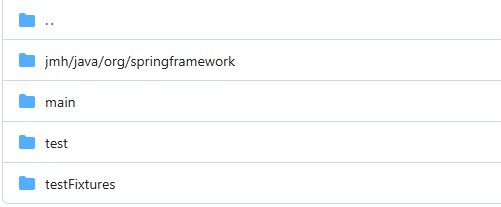 ..
jmh/java/org/springframework
main
test
testFixtures